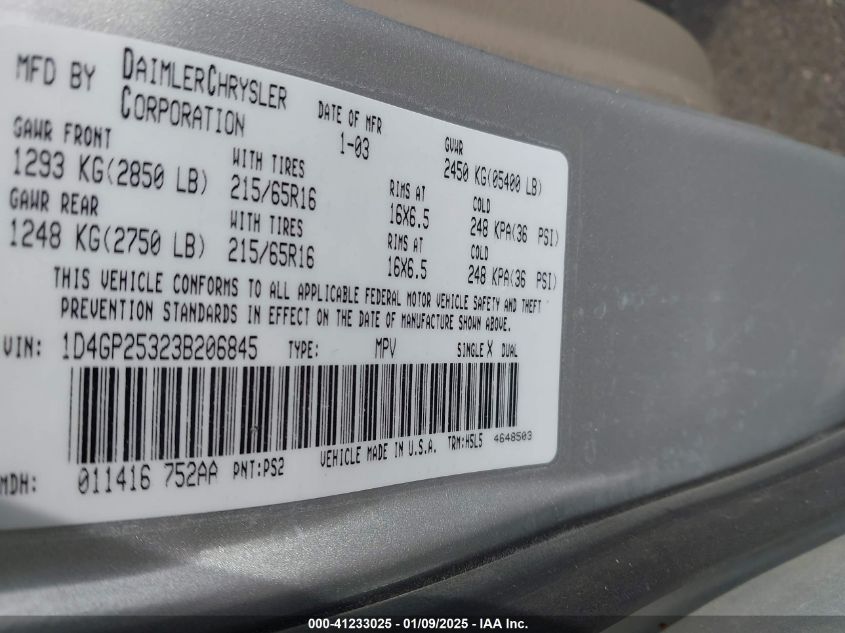 MFD BY DAIMLERCHRYSLER CORPORATION
DATE OF MFR 1-03
GVWR 2450 KG(05400 LB)
GAWR FRONT 1293 KG(2850 LB) WITH TIRES 215/65R16 RIMS AT 16X6.5 COLD 248 KPA(36 PSI)
GAWR REAR 1248 KG(2750 LB) WITH TIRES 215/65R16 RIMS AT 16X6.5 COLD 248 KPA(36 PSI)
THIS VEHICLE CONFORMS TO ALL APPLICABLE FEDERAL MOTOR VEHICLE SAFETY AND THEFT
PREVENTION STANDARDS IN EFFECT ON THE DATE OF MANUFACTURE SHOWN ABOVE.
VIN: 1D4GP25323B206845 TYPE: MPV SINGLE X DUAL
MDH: 011416 752AA PNT:PS2 VEHICLE MADE IN U.S.A. TRM:H5L5 4648503
000-41233025 - 01/09/2025 - IAA Inc.